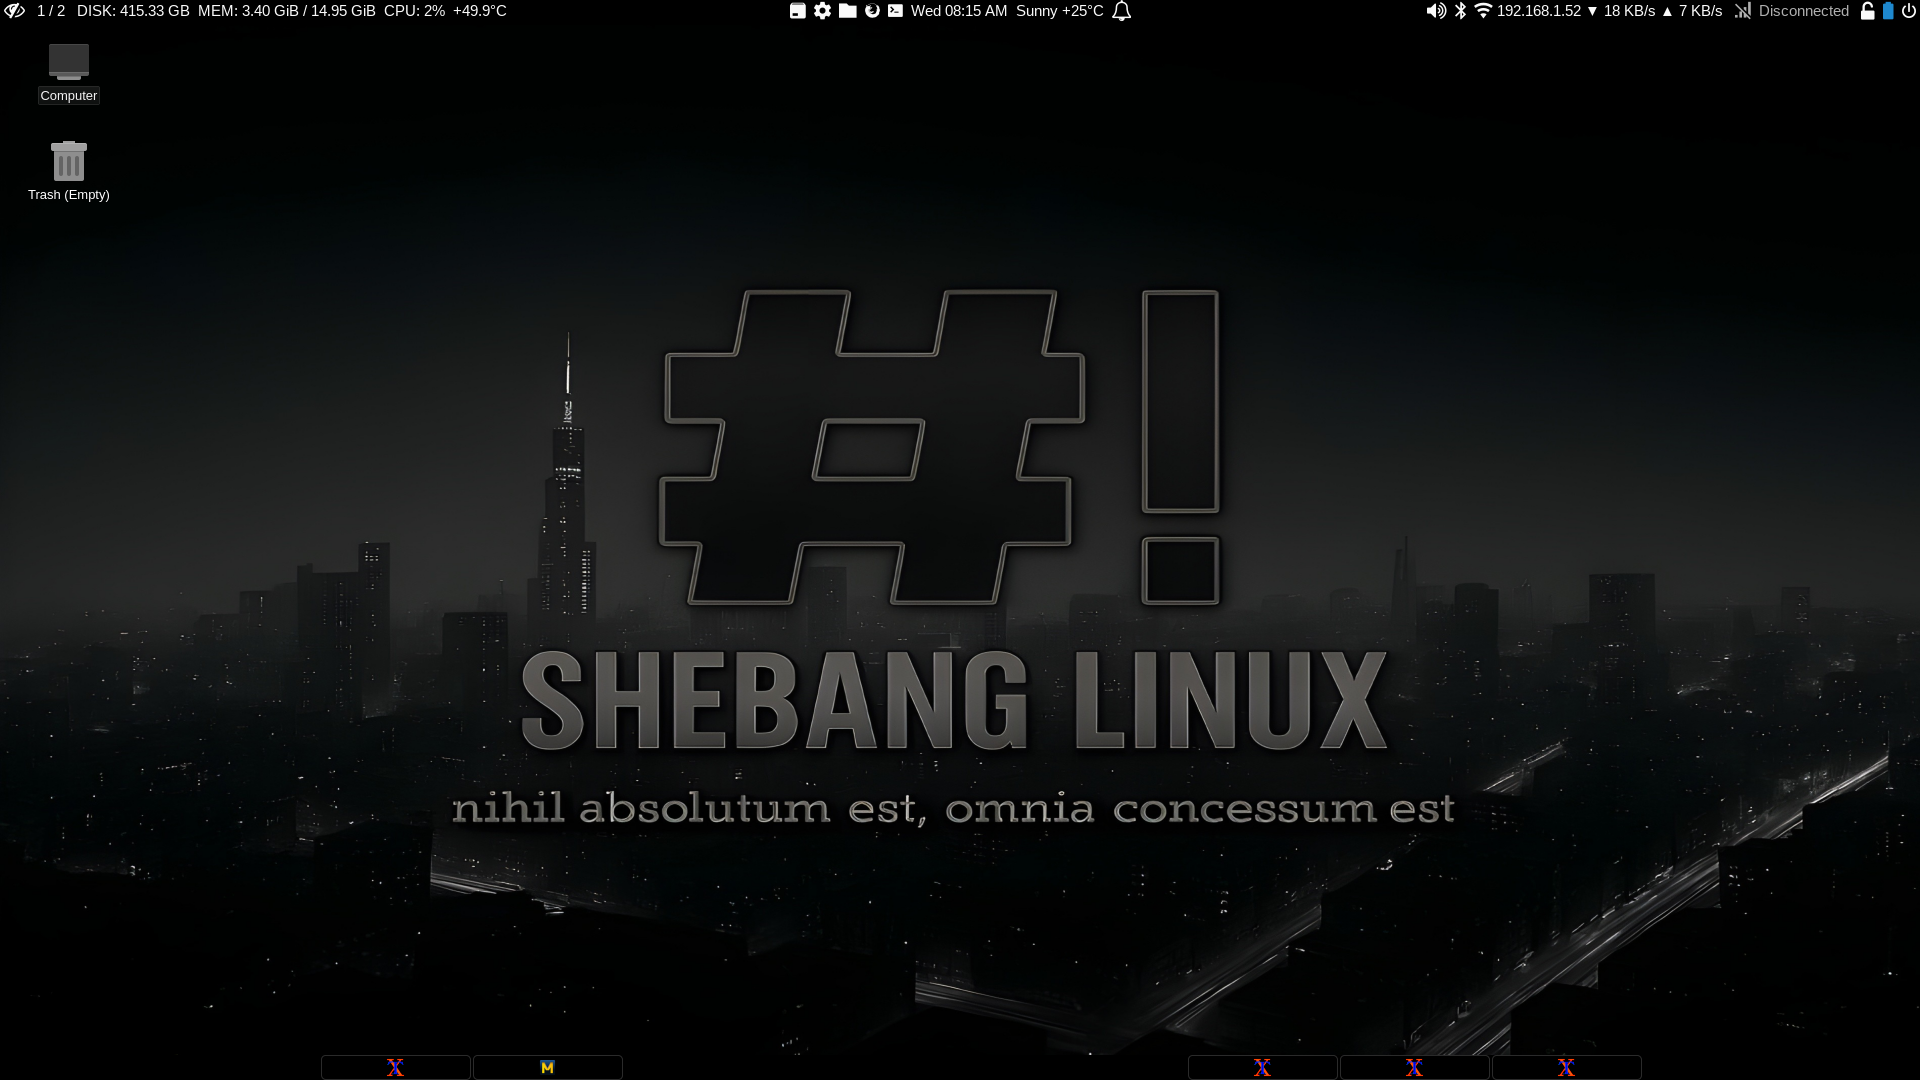 1 / 2 DISK: 415.33 GB MEM: 3.40 GiB / 14.95 GiB CPU: 2% +49.9°C Wed 08:15 AM Sunny +25°C 192.168.1.52 ▼ 18 KB/s ▲ 7 KB/s Disconnected
Computer
Trash (Empty)
#!
SHEBANG LINUX
nihil absolutum est, omnia concessum est
X M X X X